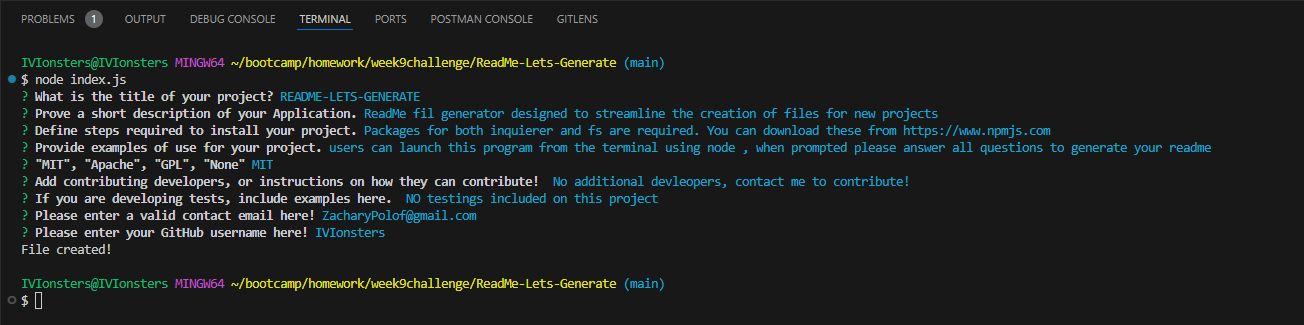 PROBLEMS 1 OUTPUT DEBUG CONSOLE TERMINAL PORTS POSTMAN CONSOLE GITLENS
IVIonsters@IVIonsters MINGW64 ~/bootcamp/homework/week9challenge/ReadMe-Lets-Generate (main)
$ node index.js
? What is the title of your project? README-LETS-GENERATE
? Prove a short description of your Application. ReadMe fil generator designed to streamline the creation of files for new projects
? Define steps required to install your project. Packages for both inquierer and fs are required. You can download these from https://www.npmjs.com
? Provide examples of use for your project. users can launch this program from the terminal using node , when prompted please answer all questions to generate your readme
? "MIT", "Apache", "GPL", "None" MIT
? Add contributing developers, or instructions on how they can contribute!  No additional devleopers, contact me to contribute!
? If you are developing tests, include examples here.  NO testings included on this project
? Please enter a valid contact email here! ZacharyPolof@gmail.com
? Please enter your GitHub username here! IVIonsters
File created!
IVIonsters@IVIonsters MINGW64 ~/bootcamp/homework/week9challenge/ReadMe-Lets-Generate (main)
$